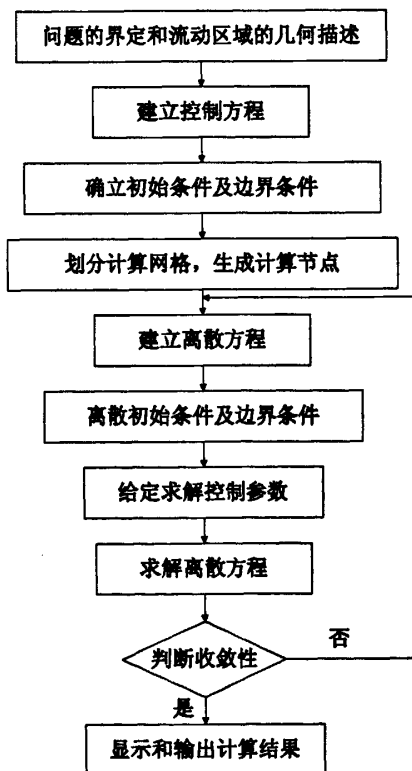 问题的界定和流动区域的几何描述
建立控制方程
确立初始条件及边界条件
划分计算网格，生成计算节点
建立离散方程
离散初始条件及边界条件
给定求解控制参数
求解离散方程
判断收敛性
否
是
显示和输出计算结果